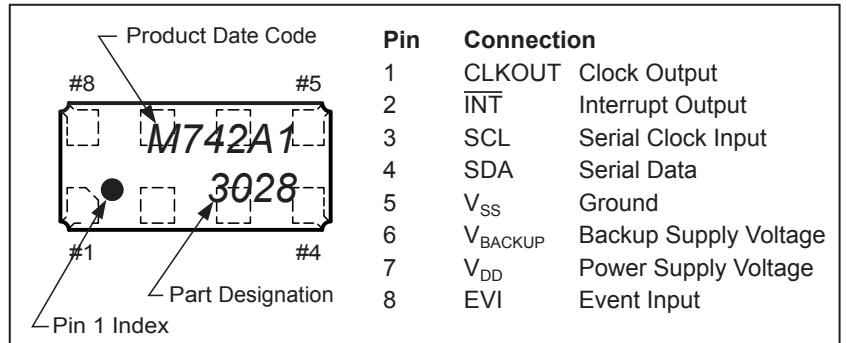 Product Date Code
#8
#5
M742A1
3028
#1
#4
Part Designation
Pin 1 Index
Pin Connection
1 CLKOUT Clock Output
2 I̅N̅T̅ Interrupt Output
3 SCL Serial Clock Input
4 SDA Serial Data
5 VSS Ground
6 VBACKUP Backup Supply Voltage
7 VDD Power Supply Voltage
8 EVI Event Input